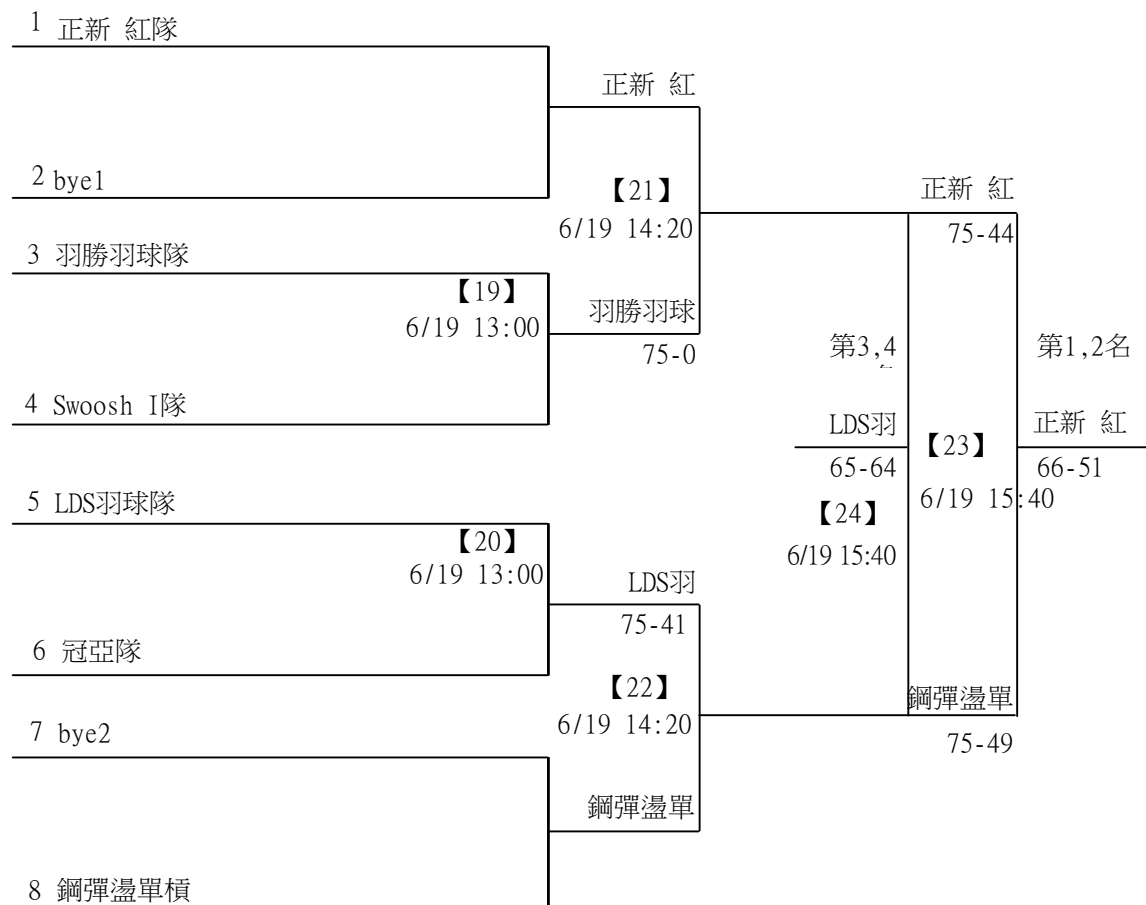 1 正新 紅隊
正新 紅
2 bye1
【21】
正新 紅
6/19 14:20
75-44
3 羽勝羽球隊
【19】
羽勝羽球
6/19 13:00
75-0
第3,4
第1,2名
4 Swoosh I隊
LDS羽
【23】
正新 紅
65-64
66-51
5 LDS羽球隊
【24】
6/19 15:40
【20】
6/19 15:40
6/19 13:00
LDS羽
75-41
6 冠亞隊
【22】
鋼彈盪單
7 bye2
6/19 14:20
75-49
鋼彈盪單
8 鋼彈盪單槓